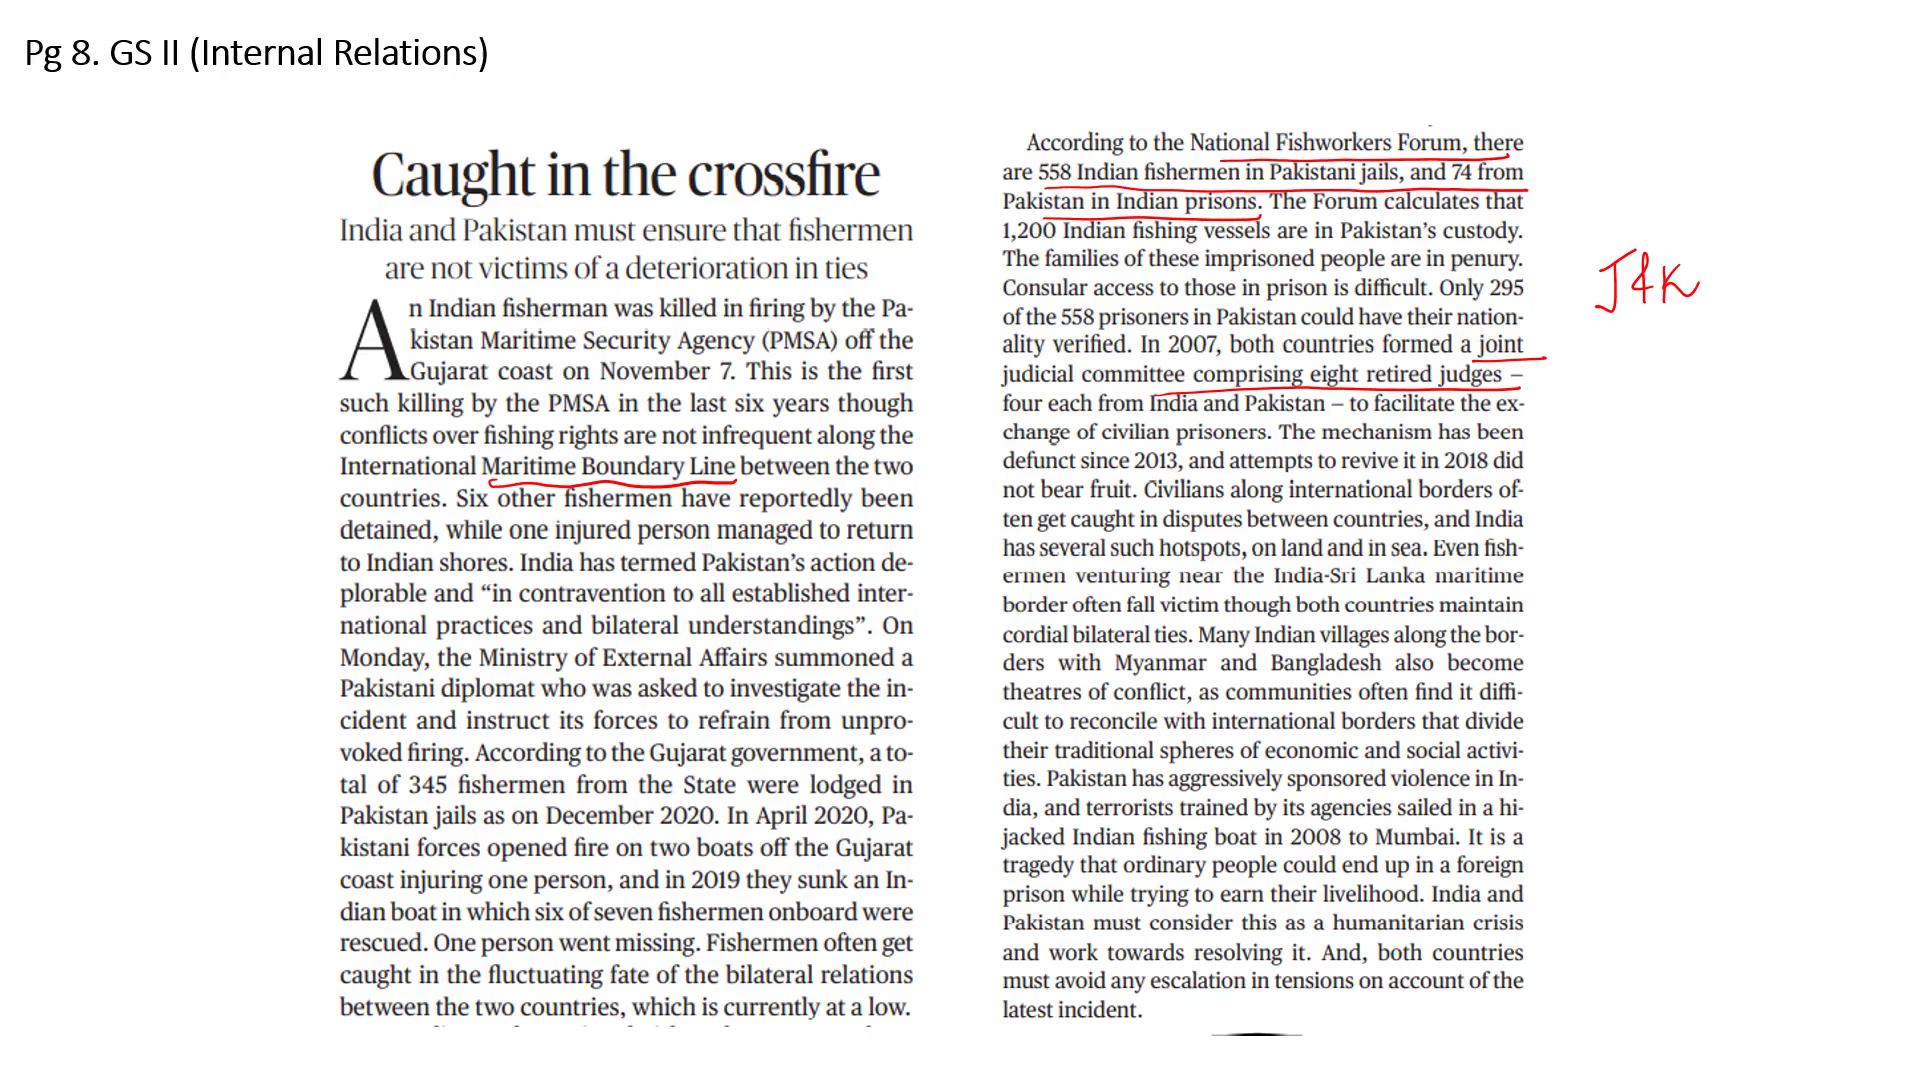 Pg 8. GS II (Internal Relations)
Caught in the crossfire
India and Pakistan must ensure that fishermen
are not victims of a deterioration in ties
An Indian fisherman was killed in firing by the Pa-
kistan Maritime Security Agency (PMSA) off the
Gujarat coast on November 7. This is the first
such killing by the PMSA in the last six years though
conflicts over fishing rights are not infrequent along the
International Maritime Boundary Line between the two
countries. Six other fishermen have reportedly been
detained, while one injured person managed to return
to Indian shores. India has termed Pakistan’s action de-
plorable and “in contravention to all established inter-
national practices and bilateral understandings”. On
Monday, the Ministry of External Affairs summoned a
Pakistani diplomat who was asked to investigate the in-
cident and instruct its forces to refrain from unpro-
voked firing. According to the Gujarat government, a to-
tal of 345 fishermen from the State were lodged in
Pakistan jails as on December 2020. In April 2020, Pa-
kistani forces opened fire on two boats off the Gujarat
coast injuring one person, and in 2019 they sunk an In-
dian boat in which six of seven fishermen onboard were
rescued. One person went missing. Fishermen often get
caught in the fluctuating fate of the bilateral relations
between the two countries, which is currently at a low.
According to the National Fishworkers Forum, there
are 558 Indian fishermen in Pakistani jails, and 74 from
Pakistan in Indian prisons. The Forum calculates that
1,200 Indian fishing vessels are in Pakistan’s custody.
The families of these imprisoned people are in penury.
Consular access to those in prison is difficult. Only 295
of the 558 prisoners in Pakistan could have their nation-
ality verified. In 2007, both countries formed a joint
judicial committee comprising eight retired judges –
four each from India and Pakistan – to facilitate the ex-
change of civilian prisoners. The mechanism has been
defunct since 2013, and attempts to revive it in 2018 did
not bear fruit. Civilians along international borders of-
ten get caught in disputes between countries, and India
has several such hotspots, on land and in sea. Even fish-
ermen venturing near the India-Sri Lanka maritime
border often fall victim though both countries maintain
cordial bilateral ties. Many Indian villages along the bor-
ders with Myanmar and Bangladesh also become
theatres of conflict, as communities often find it diffi-
cult to reconcile with international borders that divide
their traditional spheres of economic and social activi-
ties. Pakistan has aggressively sponsored violence in In-
dia, and terrorists trained by its agencies sailed in a hi-
jacked Indian fishing boat in 2008 to Mumbai. It is a
tragedy that ordinary people could end up in a foreign
prison while trying to earn their livelihood. India and
Pakistan must consider this as a humanitarian crisis
and work towards resolving it. And, both countries
must avoid any escalation in tensions on account of the
latest incident.
J&K